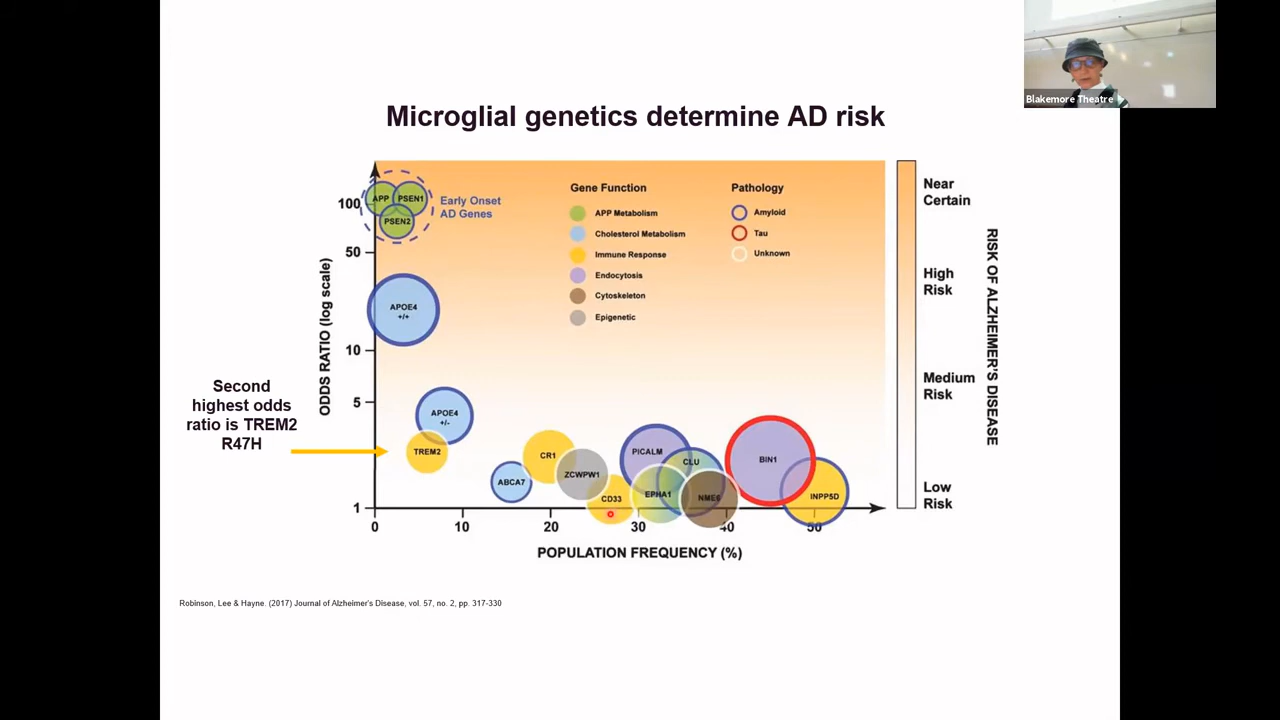 Blakemore Theatre
Microglial genetics determine AD risk
Second
highest odds
ratio is TREM2
R47H
ODDS RATIO (log scale)
100
50
10
5
1
APP
PSEN1
PSEN2
Early Onset
AD Genes
APOE4
+/+
APOE4
+/-
TREM2
ABCA7
CR1
ZCWPW1
CD33
PICALM
CLU
EPHA1
NME8
BIN1
INPP5D
Gene Function
APP Metabolism
Cholesterol Metabolism
Immune Response
Endocytosis
Cytoskeleton
Epigenetic
Pathology
Amyloid
Tau
Unknown
Near
Certain
High
Risk
Medium
Risk
Low
Risk
RISK OF ALZHEIMER'S DISEASE
0
10
20
30
40
50
POPULATION FREQUENCY (%)
Robinson, Lee & Hayne. (2017) Journal of Alzheimer's Disease, vol. 57, no. 2, pp. 317-330